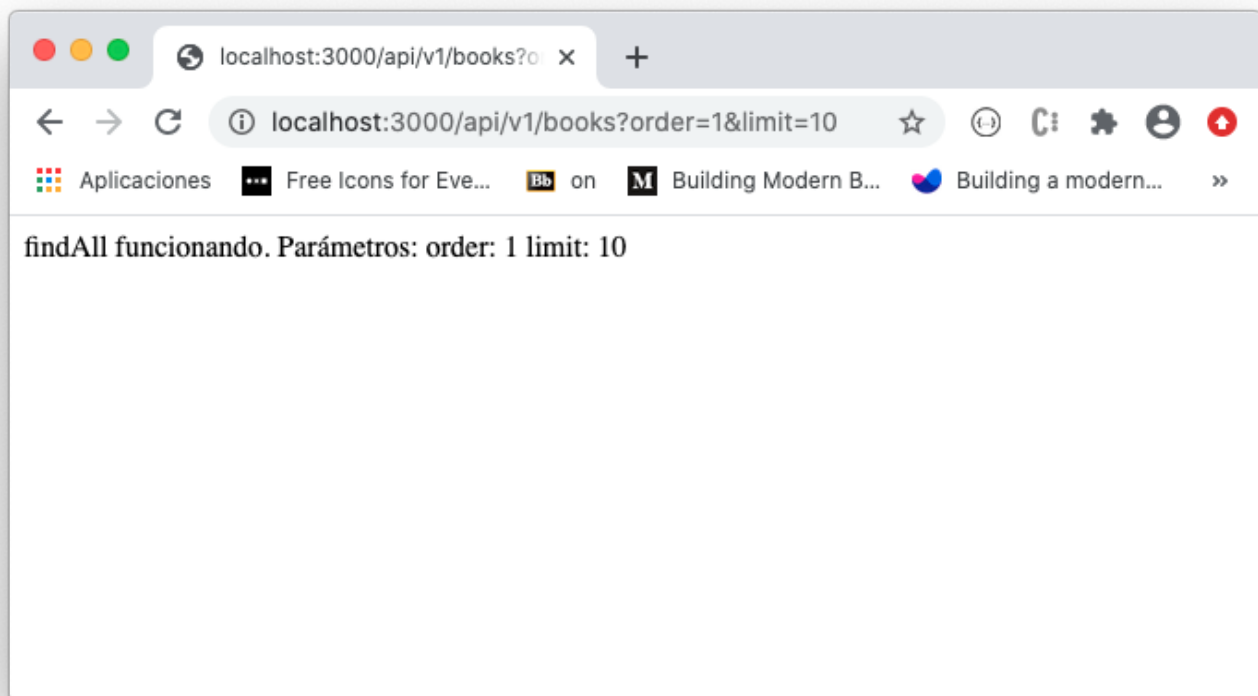 localhost:3000/api/v1/books?o
localhost:3000/api/v1/books?order=1&limit=10
Aplicaciones Free Icons for Eve... Bb on M Building Modern B... Building a modern... »
findAll funcionando. Parámetros: order: 1 limit: 10